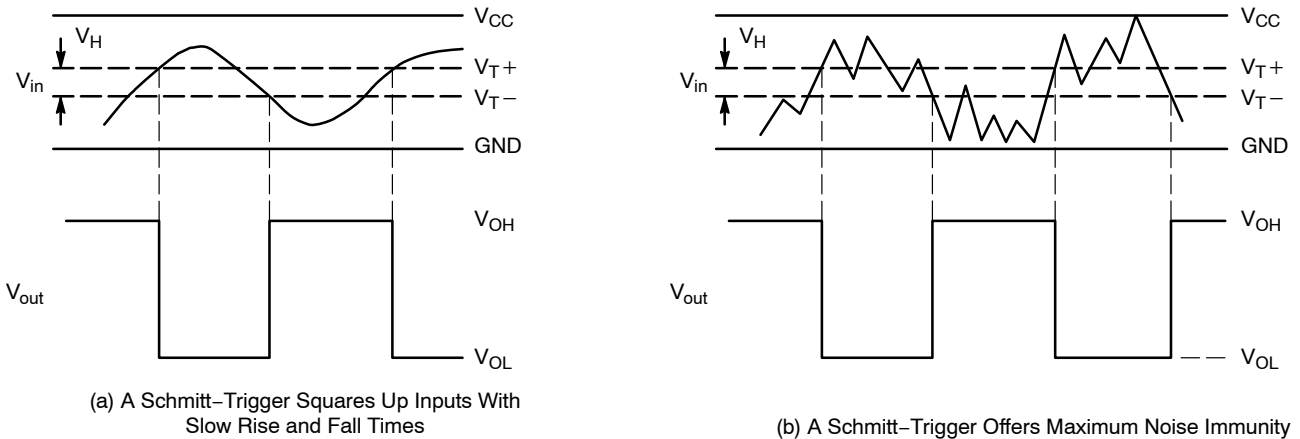 V_CC
V_H
V_in
V_T+
V_T−
GND
V_OH
V_out
V_OL
(a) A Schmitt−Trigger Squares Up Inputs With
Slow Rise and Fall Times
V_CC
V_H
V_in
V_T+
V_T−
GND
V_OH
V_out
V_OL
(b) A Schmitt−Trigger Offers Maximum Noise Immunity